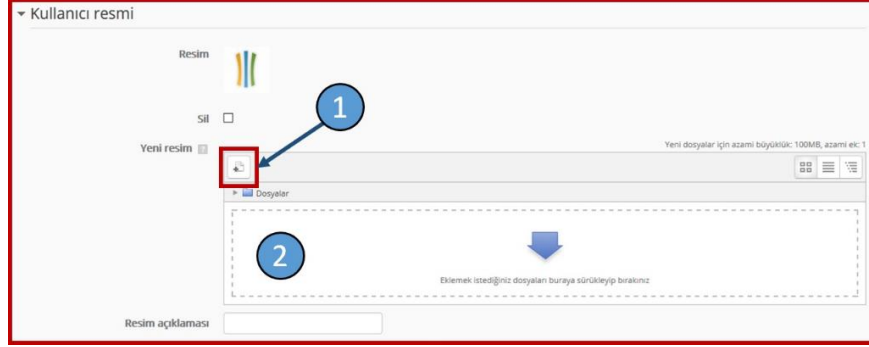 Kullanıcı resmi
Resim
1
Sil
Yeni resim
Yeni dosyalar için azami büyüklük: 100MB, azami ek: 1
Dosyalar
2
Eklemek istediğiniz dosyaları buraya sürükleyip bırakınız
Resim açıklaması